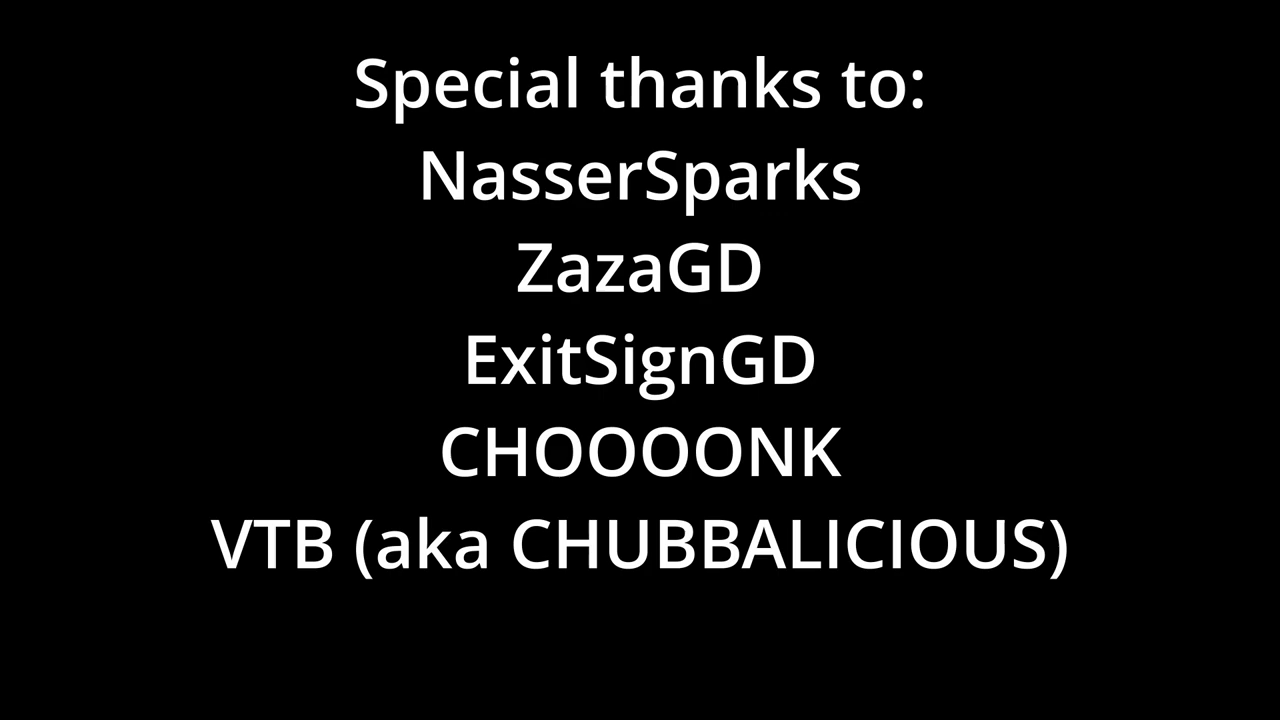 Special thanks to:
NasserSparks
ZazaGD
ExitSignGD
CHOOOONK
VTB (aka CHUBBALICIOUS)